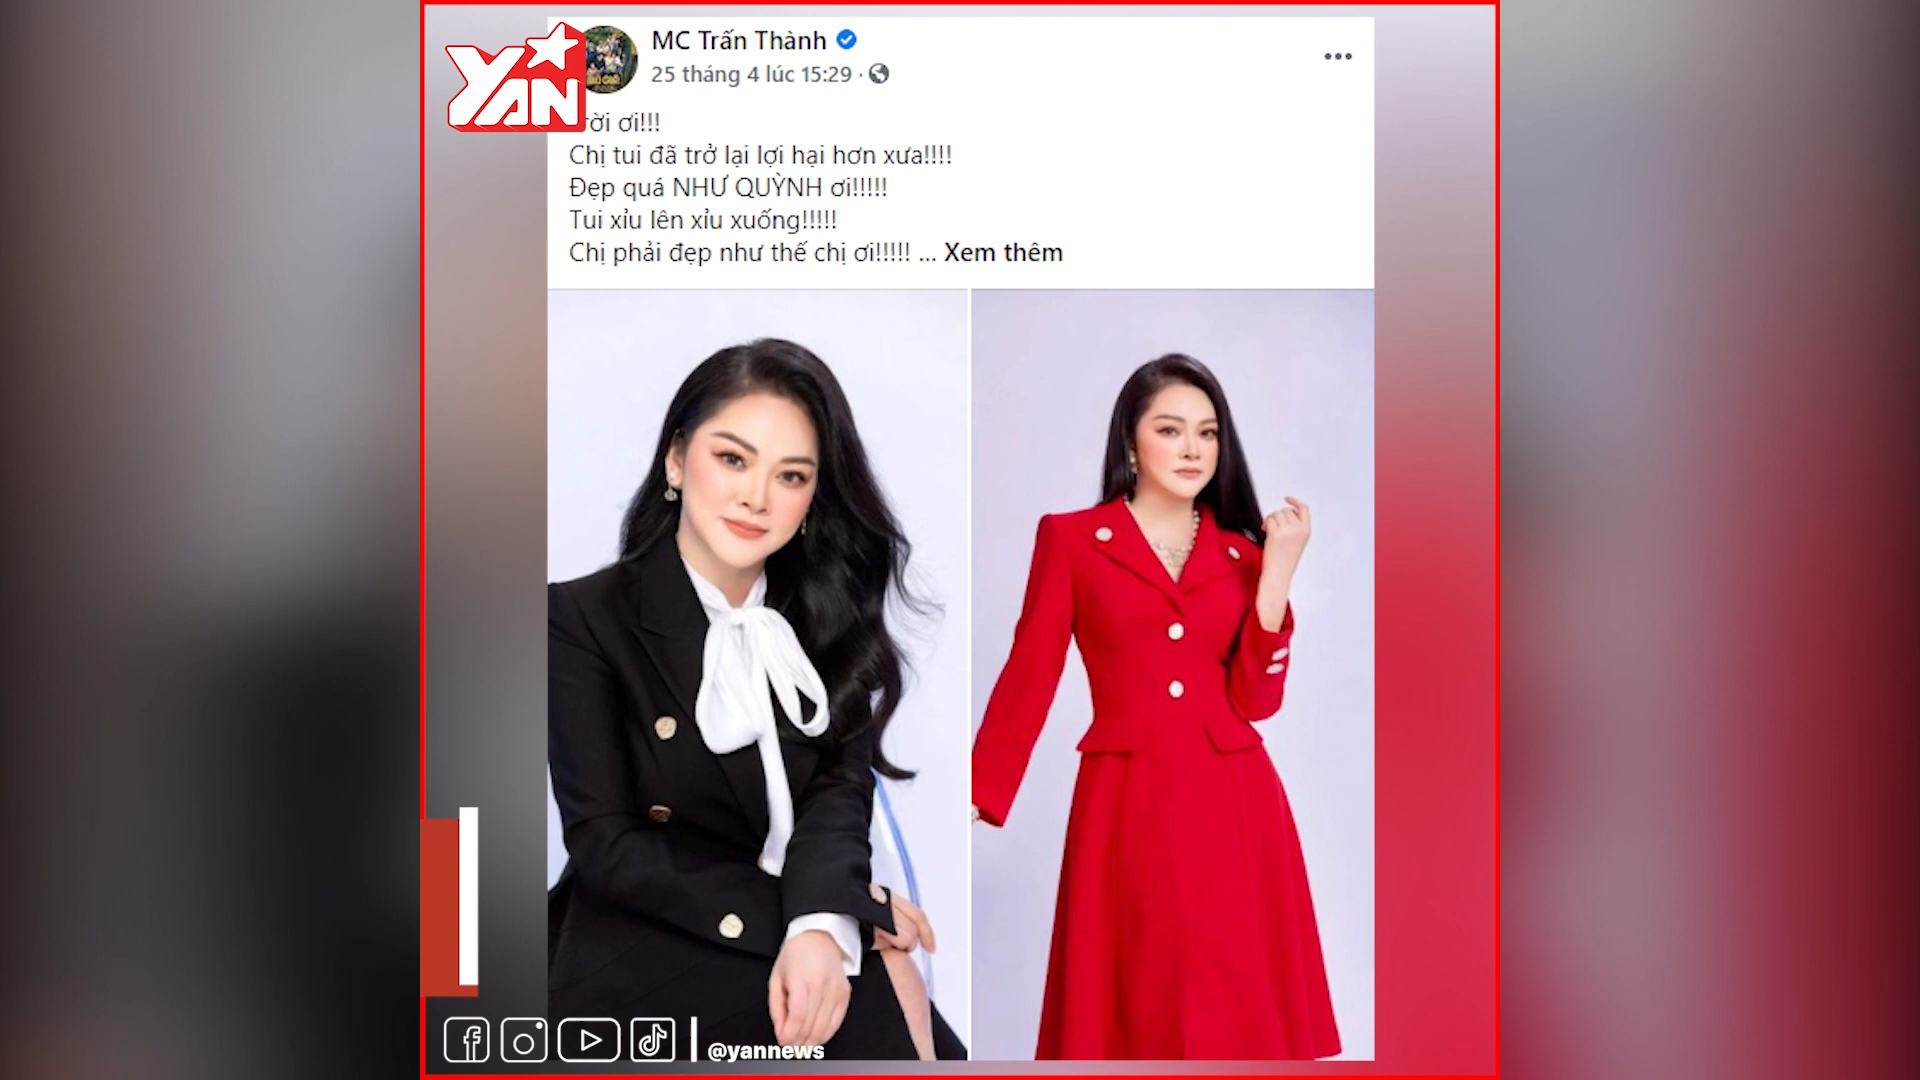 YAN
MC Trấn Thành
25 tháng 4 lúc 15:29 ·
ời ơi!!!
Chị tui đã trở lại lợi hại hơn xưa!!!!
Đẹp quá NHƯ QUỲNH ơi!!!!!
Tui xỉu lên xỉu xuống!!!!!
Chị phải đẹp như thế chị ơi!!!!! ... Xem thêm
@yannews